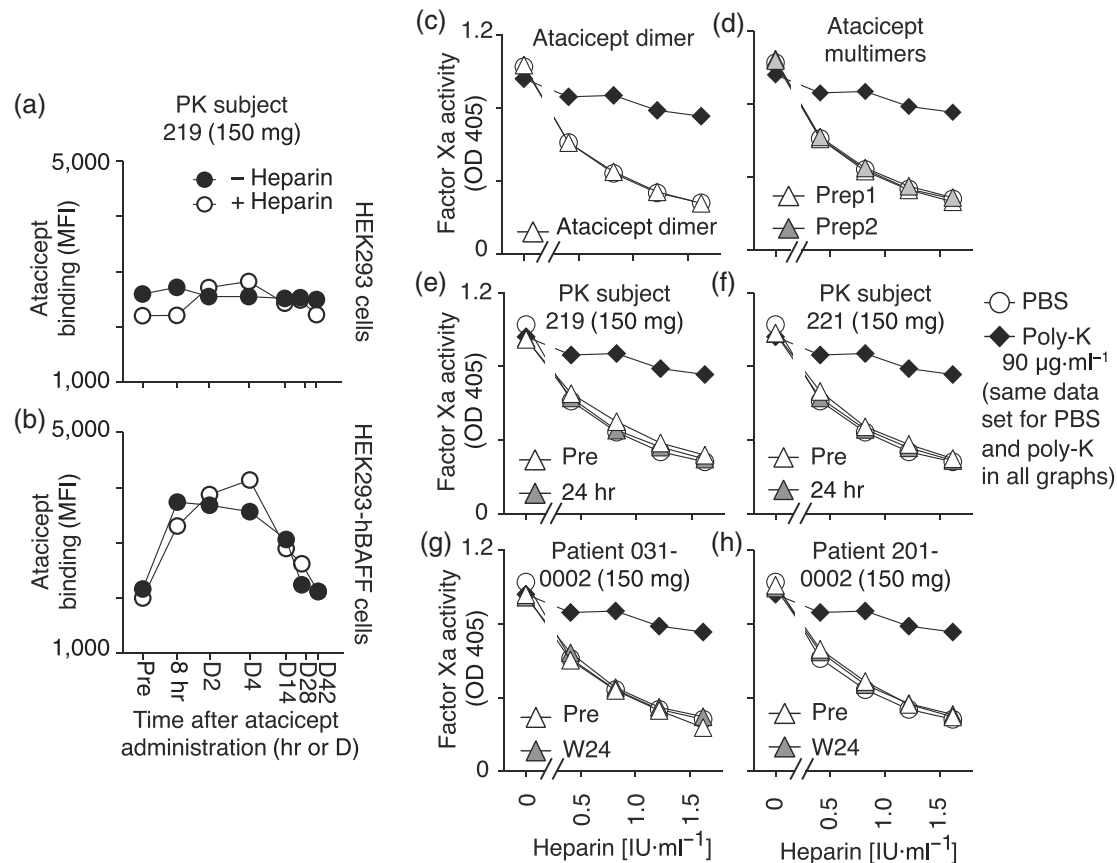 (a)
PK subject
219 (150 mg)
5,000
− Heparin
+ Heparin
Atacicept
binding (MFI)
HEK293 cells
1,000
(b)
5,000
Atacicept
binding (MFI)
HEK293-hBAFF cells
1,000
Pre
8 hr
D2
D4
D14
D28
D42
Time after atacicept
administration (hr or D)
(c)
1.2
Atacicept dimer
Factor Xa activity
(OD 405)
Atacicept dimer
0
(d)
Atacicept
multimers
Prep1
Prep2
(e)
1.2
PK subject
219 (150 mg)
Factor Xa activity
(OD 405)
Pre
24 hr
0
(f)
PK subject
221 (150 mg)
Pre
24 hr
PBS
Poly-K
90 µg·ml⁻¹
(same data
set for PBS
and poly-K
in all graphs)
(g)
1.2
Patient 031-
0002 (150 mg)
Factor Xa activity
(OD 405)
Pre
W24
0
(h)
Patient 201-
0002 (150 mg)
Pre
W24
0
0.5
1.0
1.5
0
0.5
1.0
1.5
Heparin [IU·ml⁻¹]
Heparin [IU·ml⁻¹]